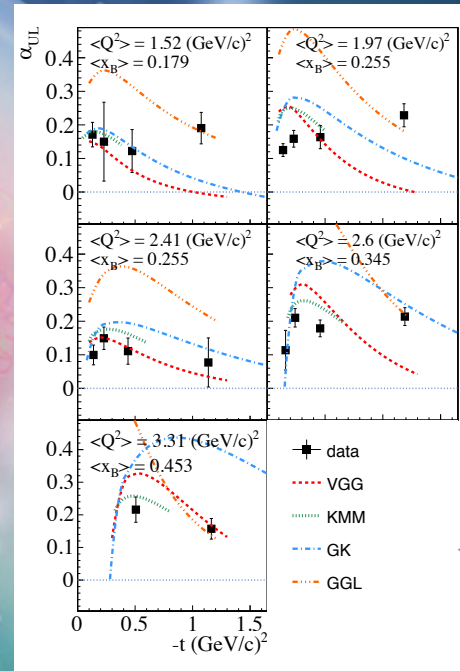 α_UL
<Q²> = 1.52 (GeV/c)²
<x_B> = 0.179
<Q²> = 1.97 (GeV/c)²
<x_B> = 0.255
0.4
0.3
0.2
0.1
0
<Q²> = 2.41 (GeV/c)²
<x_B> = 0.255
<Q²> = 2.6 (GeV/c)²
<x_B> = 0.345
0.4
0.3
0.2
0.1
0
<Q²> = 3.31 (GeV/c)²
<x_B> = 0.453
0.4
0.3
0.2
0.1
0
data
VGG
KMM
GK
GGL
0 0.5 1 1.5
-t (GeV/c)²